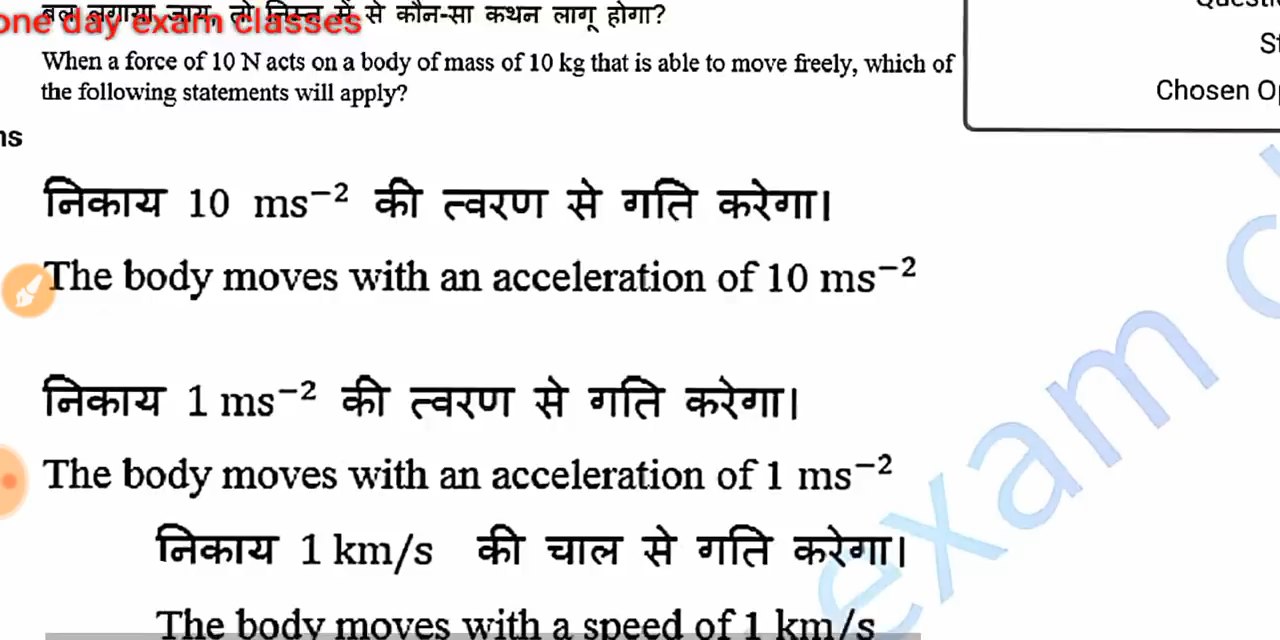 बल लगाया जाय, तो निम्न में से कौन-सा कथन लागू होगा?
one day exam classes
When a force of 10 N acts on a body of mass of 10 kg that is able to move freely, which of
the following statements will apply?
Chosen
निकाय 10 ms⁻² की त्वरण से गति करेगा।
The body moves with an acceleration of 10 ms⁻²
निकाय 1 ms⁻² की त्वरण से गति करेगा।
The body moves with an acceleration of 1 ms⁻²
निकाय 1 km/s की चाल से गति करेगा।
The body moves with a speed of 1 km/s
exam